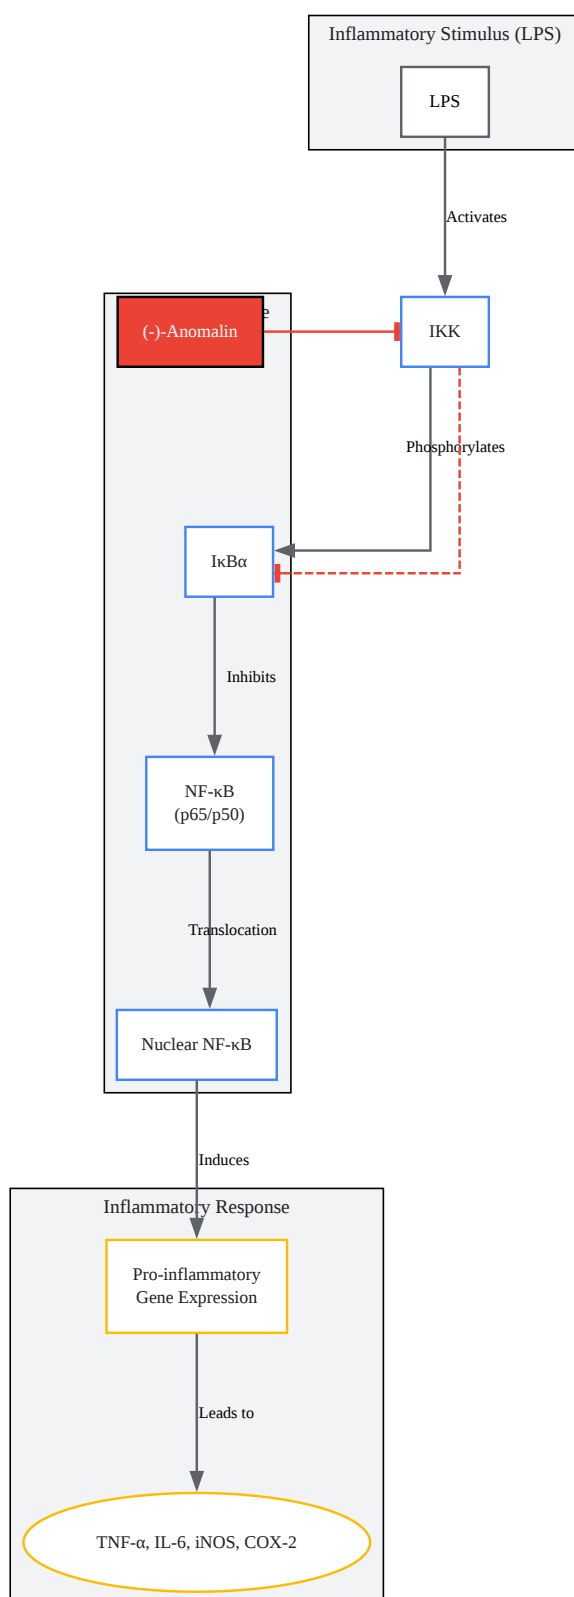 Inflammatory Stimulus (LPS)
LPS
Activates
(-)-Anomalin
IKK
Phosphorylates
IκBα
Inhibits
NF-κB
(p65/p50)
Translocation
Nuclear NF-κB
Induces
Inflammatory Response
Pro-inflammatory
Gene Expression
Leads to
TNF-α, IL-6, iNOS, COX-2